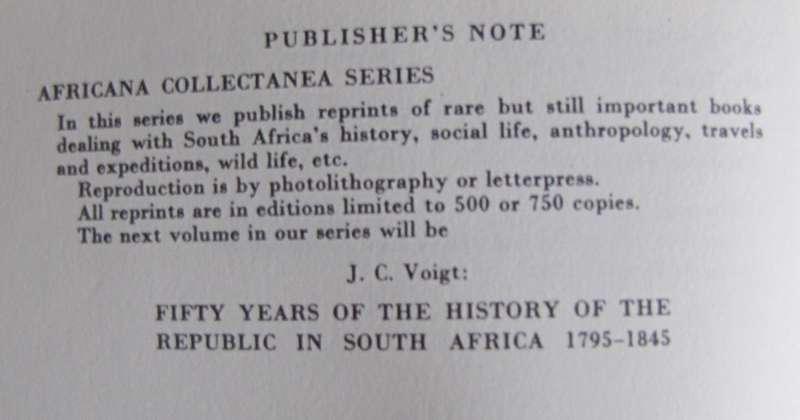 PUBLISHER'S NOTE
AFRICANA COLLECTANEA SERIES
In this series we publish reprints of rare but still important books
dealing with South Africa's history, social life, anthropology, travels
and expeditions, wild life, etc.
Reproduction is by photolithography or letterpress.
All reprints are in editions limited to 500 or 750 copies.
The next volume in our series will be
J. C. Voigt:
FIFTY YEARS OF THE HISTORY OF THE
REPUBLIC IN SOUTH AFRICA 1795–1845